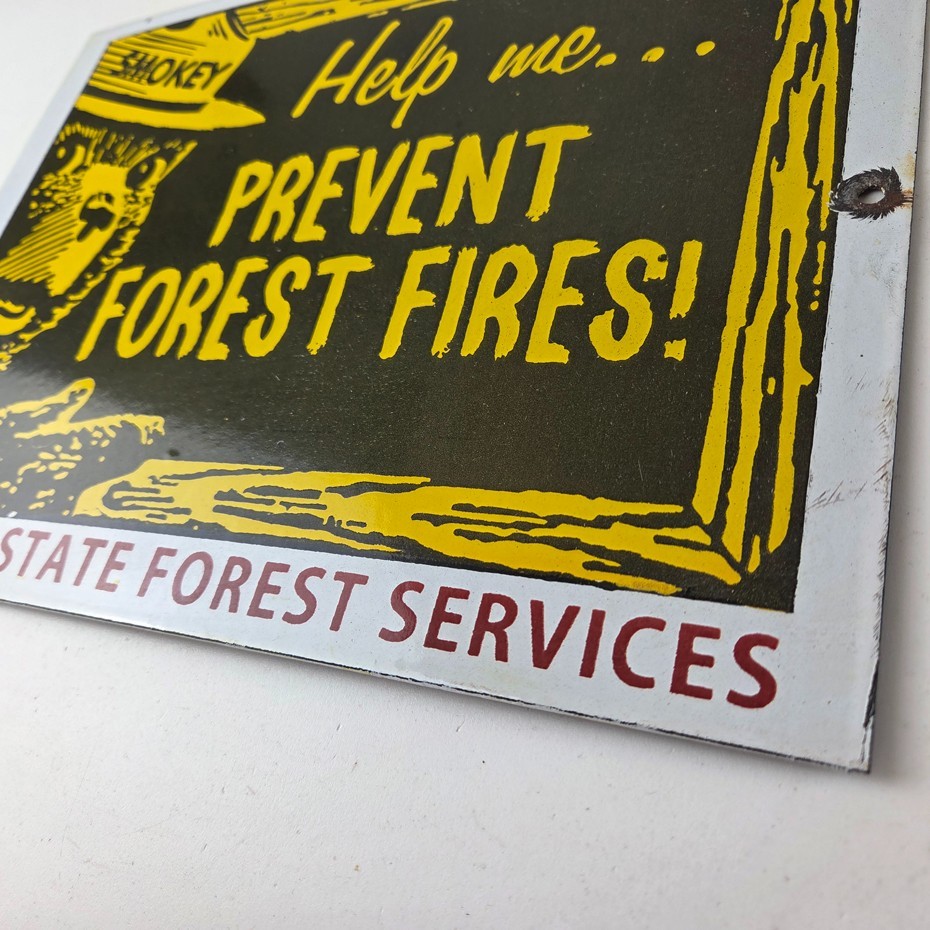 SMOKEY
Help me...
PREVENT
FOREST FIRES!
STATE FOREST SERVICES